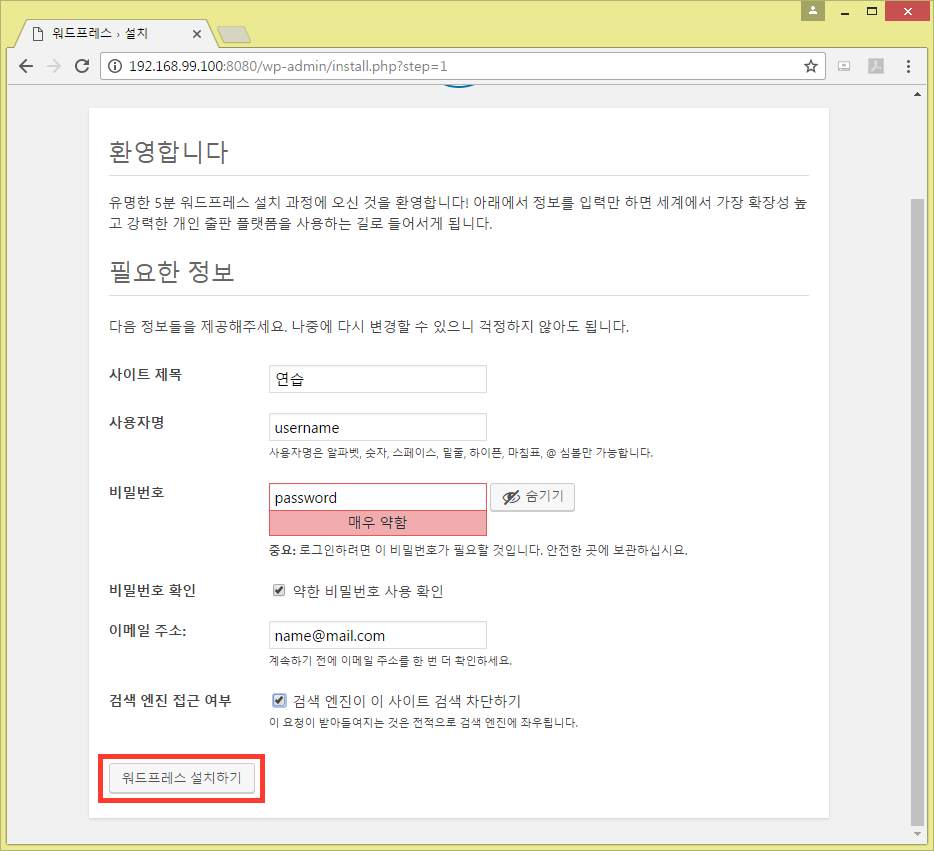 워드프레스 › 설치
192.168.99.100:8080/wp-admin/install.php?step=1
환영합니다
유명한 5분 워드프레스 설치 과정에 오신 것을 환영합니다! 아래에서 정보를 입력만 하면 세계에서 가장 확장성 높
고 강력한 개인 출판 플랫폼을 사용하는 길로 들어서게 됩니다.
필요한 정보
다음 정보들을 제공해주세요. 나중에 다시 변경할 수 있으니 걱정하지 않아도 됩니다.
사이트 제목
연습
사용자명
username
사용자명은 알파벳, 숫자, 스페이스, 밑줄, 하이픈, 마침표, @ 심볼만 가능합니다.
비밀번호
password
숨기기
매우 약함
중요: 로그인하려면 이 비밀번호가 필요할 것입니다. 안전한 곳에 보관하십시요.
비밀번호 확인
약한 비밀번호 사용 확인
이메일 주소:
name@mail.com
계속하기 전에 이메일 주소를 한 번 더 확인하세요.
검색 엔진 접근 여부
검색 엔진이 이 사이트 검색 차단하기
이 요청이 받아들여지는 것은 전적으로 검색 엔진에 좌우됩니다.
워드프레스 설치하기